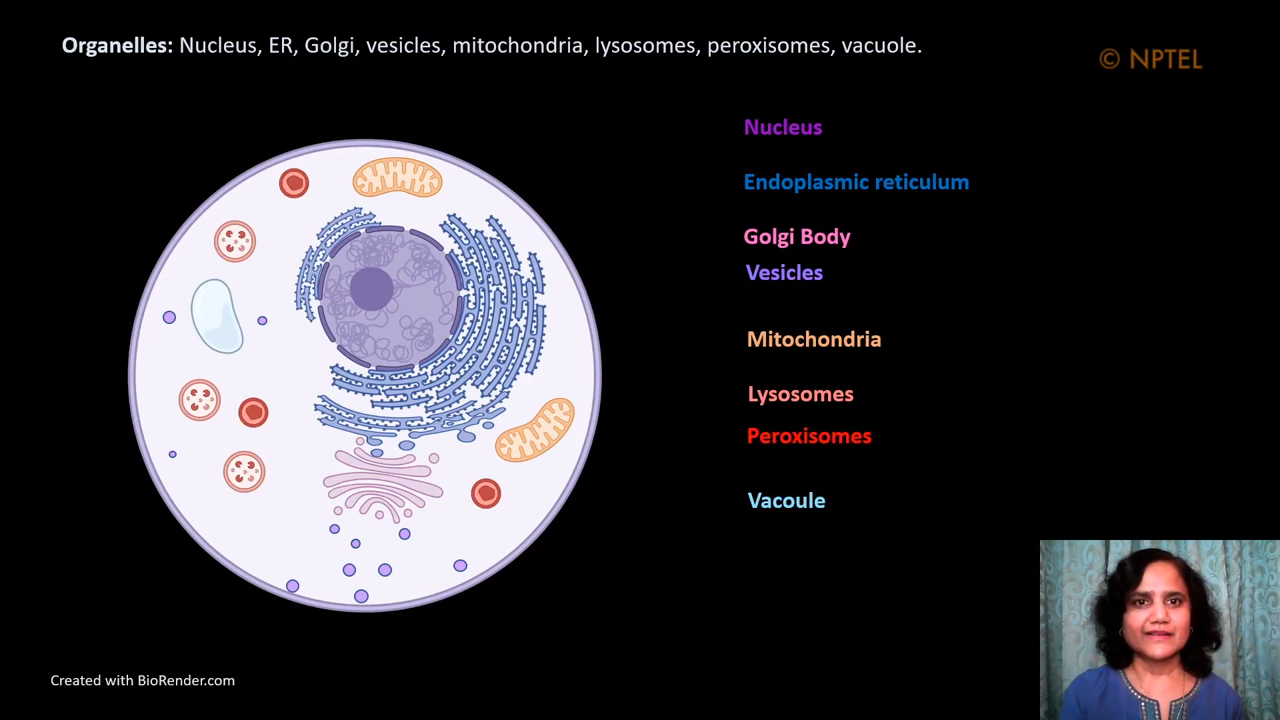 Organelles: Nucleus, ER, Golgi, vesicles, mitochondria, lysosomes, peroxisomes, vacuole.
© NPTEL
Nucleus
Endoplasmic reticulum
Golgi Body
Vesicles
Mitochondria
Lysosomes
Peroxisomes
Vacoule
Created with BioRender.com